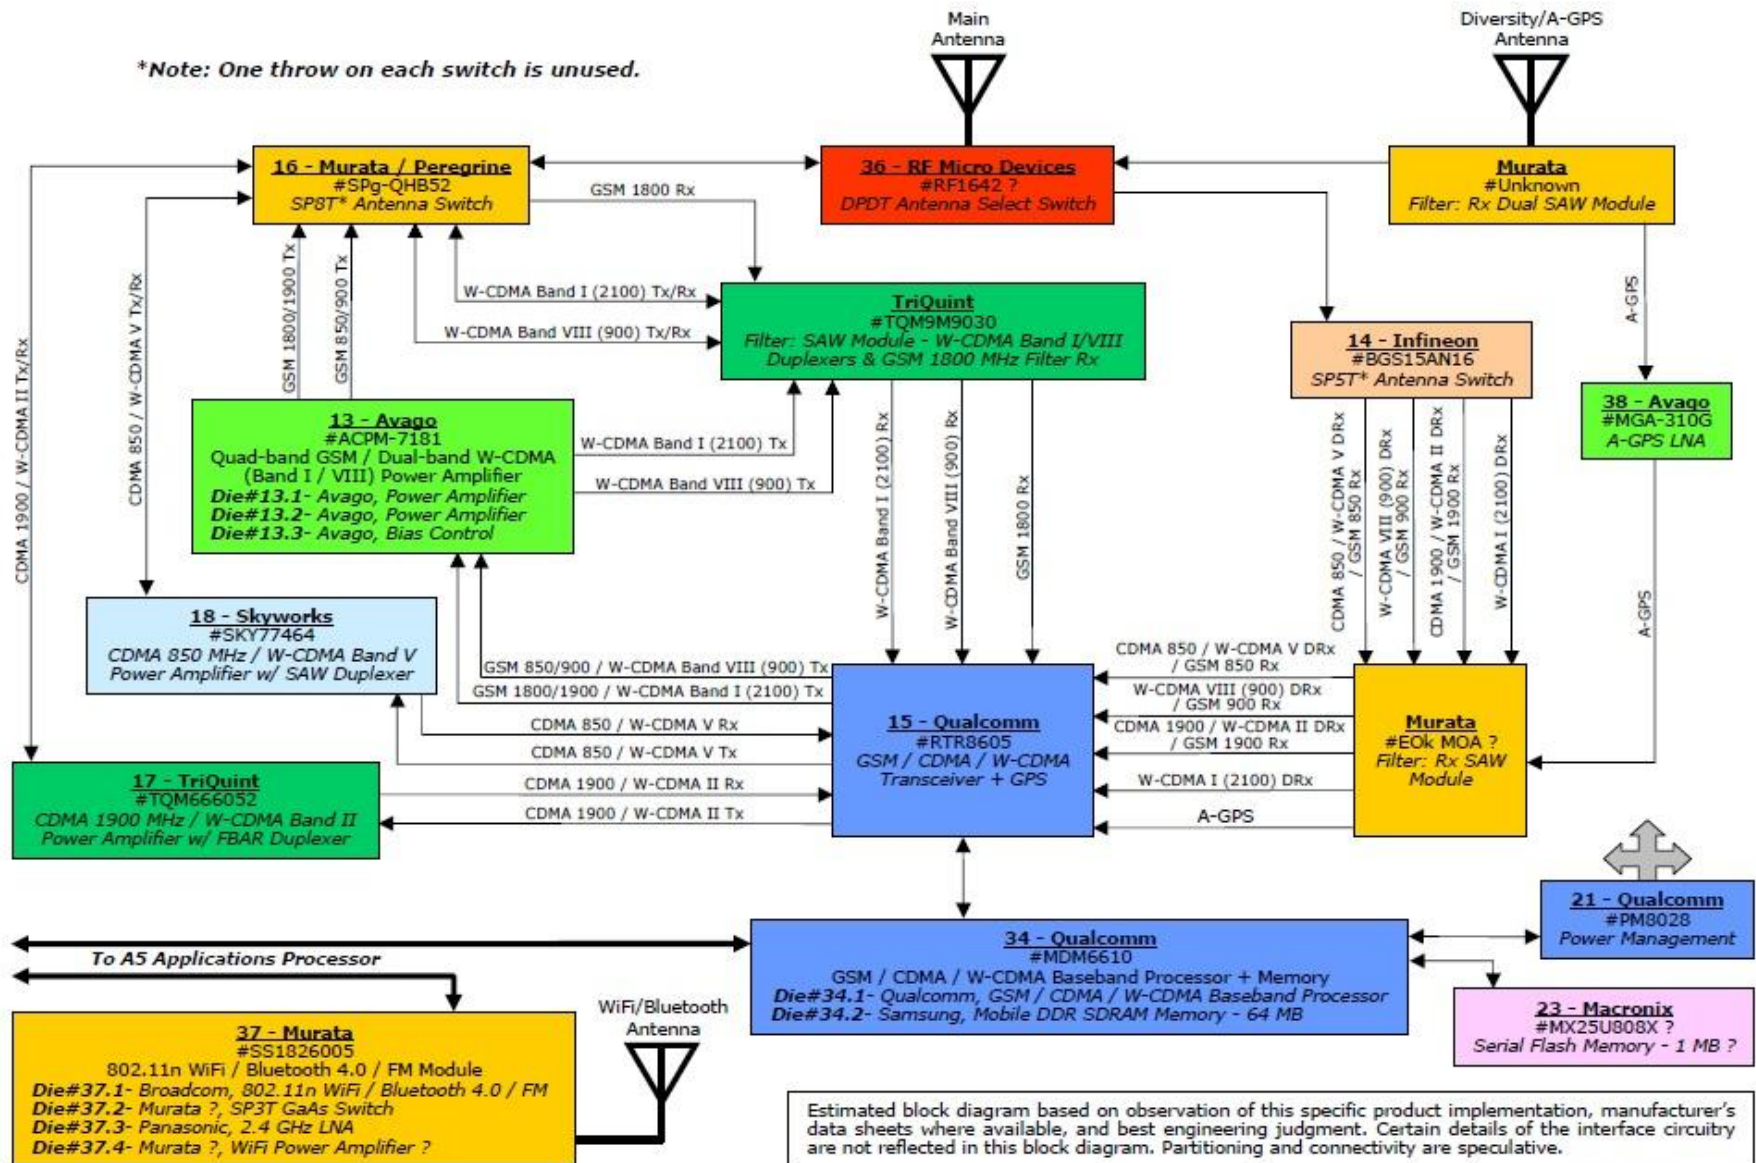 Main
Antenna
Diversity/A-GPS
Antenna
*Note: One throw on each switch is unused.
16 - Murata / Peregrine
#SPg-QHB52
SP8T* Antenna Switch
36 - RF Micro Devices
#RF1642 ?
DPDT Antenna Select Switch
Murata
#Unknown
Filter: Rx Dual SAW Module
GSM 1800 Rx
CDMA 1900 / W-CDMA II Tx/Rx
CDMA 850 / W-CDMA V Tx/Rx
GSM 1800/1900 Tx
GSM 850/900 Tx
W-CDMA Band I (2100) Tx/Rx
W-CDMA Band VIII (900) Tx/Rx
TriQuint
#TQM9M9030
Filter: SAW Module - W-CDMA Band I/VIII
Duplexers & GSM 1800 MHz Filter Rx
14 - Infineon
#BGS15AN16
SP5T* Antenna Switch
A-GPS
38 - Avago
#MGA-310G
A-GPS LNA
13 - Avago
#ACPM-7181
Quad-band GSM / Dual-band W-CDMA
(Band I / VIII) Power Amplifier
Die#13.1- Avago, Power Amplifier
Die#13.2- Avago, Power Amplifier
Die#13.3- Avago, Bias Control
W-CDMA Band I (2100) Tx
W-CDMA Band VIII (900) Tx
W-CDMA Band I (2100) Rx
W-CDMA Band VIII (900) Rx
GSM 1800 Rx
CDMA 850 / W-CDMA V DRx
/ GSM 850 Rx
W-CDMA VIII (900) DRx
/ GSM 900 Rx
CDMA 1900 / W-CDMA II DRx
/ GSM 1900 Rx
W-CDMA I (2100) DRx
A-GPS
18 - Skyworks
#SKY77464
CDMA 850 MHz / W-CDMA Band V
Power Amplifier w/ SAW Duplexer
GSM 850/900 / W-CDMA Band VIII (900) Tx
GSM 1800/1900 / W-CDMA Band I (2100) Tx
CDMA 850 / W-CDMA V Rx
CDMA 850 / W-CDMA V Tx
CDMA 1900 / W-CDMA II Rx
CDMA 1900 / W-CDMA II Tx
15 - Qualcomm
#RTR8605
GSM / CDMA / W-CDMA
Transceiver + GPS
CDMA 850 / W-CDMA V DRx
/ GSM 850 Rx
W-CDMA VIII (900) DRx
/ GSM 900 Rx
CDMA 1900 / W-CDMA II DRx
/ GSM 1900 Rx
W-CDMA I (2100) DRx
A-GPS
Murata
#EOk MOA ?
Filter: Rx SAW
Module
17 - TriQuint
#TQM666052
CDMA 1900 MHz / W-CDMA Band II
Power Amplifier w/ FBAR Duplexer
21 - Qualcomm
#PM8028
Power Management
To A5 Applications Processor
34 - Qualcomm
#MDM6610
GSM / CDMA / W-CDMA Baseband Processor + Memory
Die#34.1- Qualcomm, GSM / CDMA / W-CDMA Baseband Processor
Die#34.2- Samsung, Mobile DDR SDRAM Memory - 64 MB
23 - Macronix
#MX25U808X ?
Serial Flash Memory - 1 MB ?
37 - Murata
#SS1826005
802.11n WiFi / Bluetooth 4.0 / FM Module
Die#37.1- Broadcom, 802.11n WiFi / Bluetooth 4.0 / FM
Die#37.2- Murata ?, SP3T GaAs Switch
Die#37.3- Panasonic, 2.4 GHz LNA
Die#37.4- Murata ?, WiFi Power Amplifier ?
WiFi/Bluetooth
Antenna
Estimated block diagram based on observation of this specific product implementation, manufacturer's
data sheets where available, and best engineering judgment. Certain details of the interface circuitry
are not reflected in this block diagram. Partitioning and connectivity are speculative.